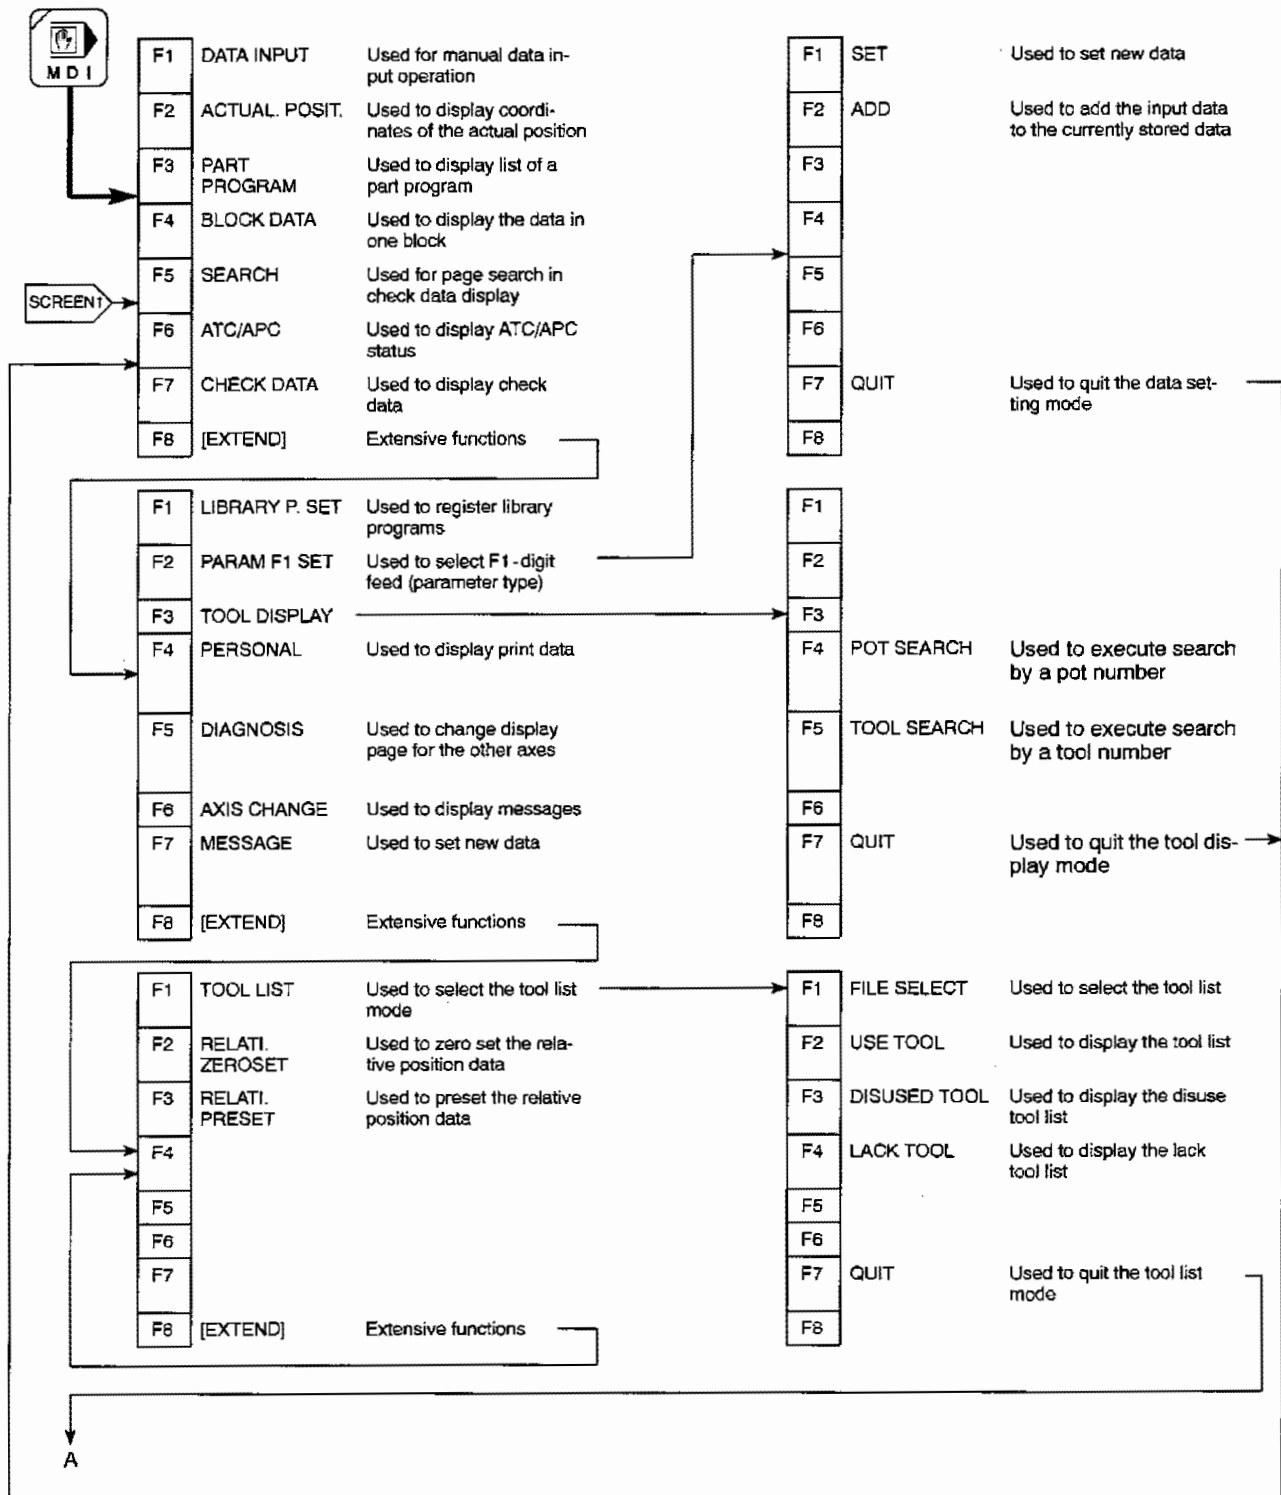 MDI
F1 DATA INPUT Used for manual data in-
put operation
F2 ACTUAL. POSIT. Used to display coordi-
nates of the actual position
F3 PART Used to display list of a
PROGRAM part program
F4 BLOCK DATA Used to display the data in
one block
F5 SEARCH Used for page search in
check data display
SCREEN1
F6 ATC/APC Used to display ATC/APC
status
F7 CHECK DATA Used to display check
data
F8 [EXTEND] Extensive functions
F1 SET Used to set new data
F2 ADD Used to add the input data
to the currently stored data
F3
F4
F5
F6
F7 QUIT Used to quit the data set-
ting mode
F8
F1 LIBRARY P. SET Used to register library
programs
F2 PARAM F1 SET Used to select F1-digit
feed (parameter type)
F3 TOOL DISPLAY
F4 PERSONAL Used to display print data
F5 DIAGNOSIS Used to change display
page for the other axes
F6 AXIS CHANGE Used to display messages
F7 MESSAGE Used to set new data
F8 [EXTEND] Extensive functions
F1
F2
F3
F4 POT SEARCH Used to execute search
by a pot number
F5 TOOL SEARCH Used to execute search
by a tool number
F6
F7 QUIT Used to quit the tool dis-
play mode
F8
F1 TOOL LIST Used to select the tool list
mode
F2 RELATI. Used to zero set the rela-
ZEROSET tive position data
F3 RELATI. Used to preset the relative
PRESET position data
F4
F5
F6
F7
F8 [EXTEND] Extensive functions
F1 FILE SELECT Used to select the tool list
F2 USE TOOL Used to display the tool list
F3 DISUSED TOOL Used to display the disuse
tool list
F4 LACK TOOL Used to display the lack
tool list
F5
F6
F7 QUIT Used to quit the tool list
mode
F8
A